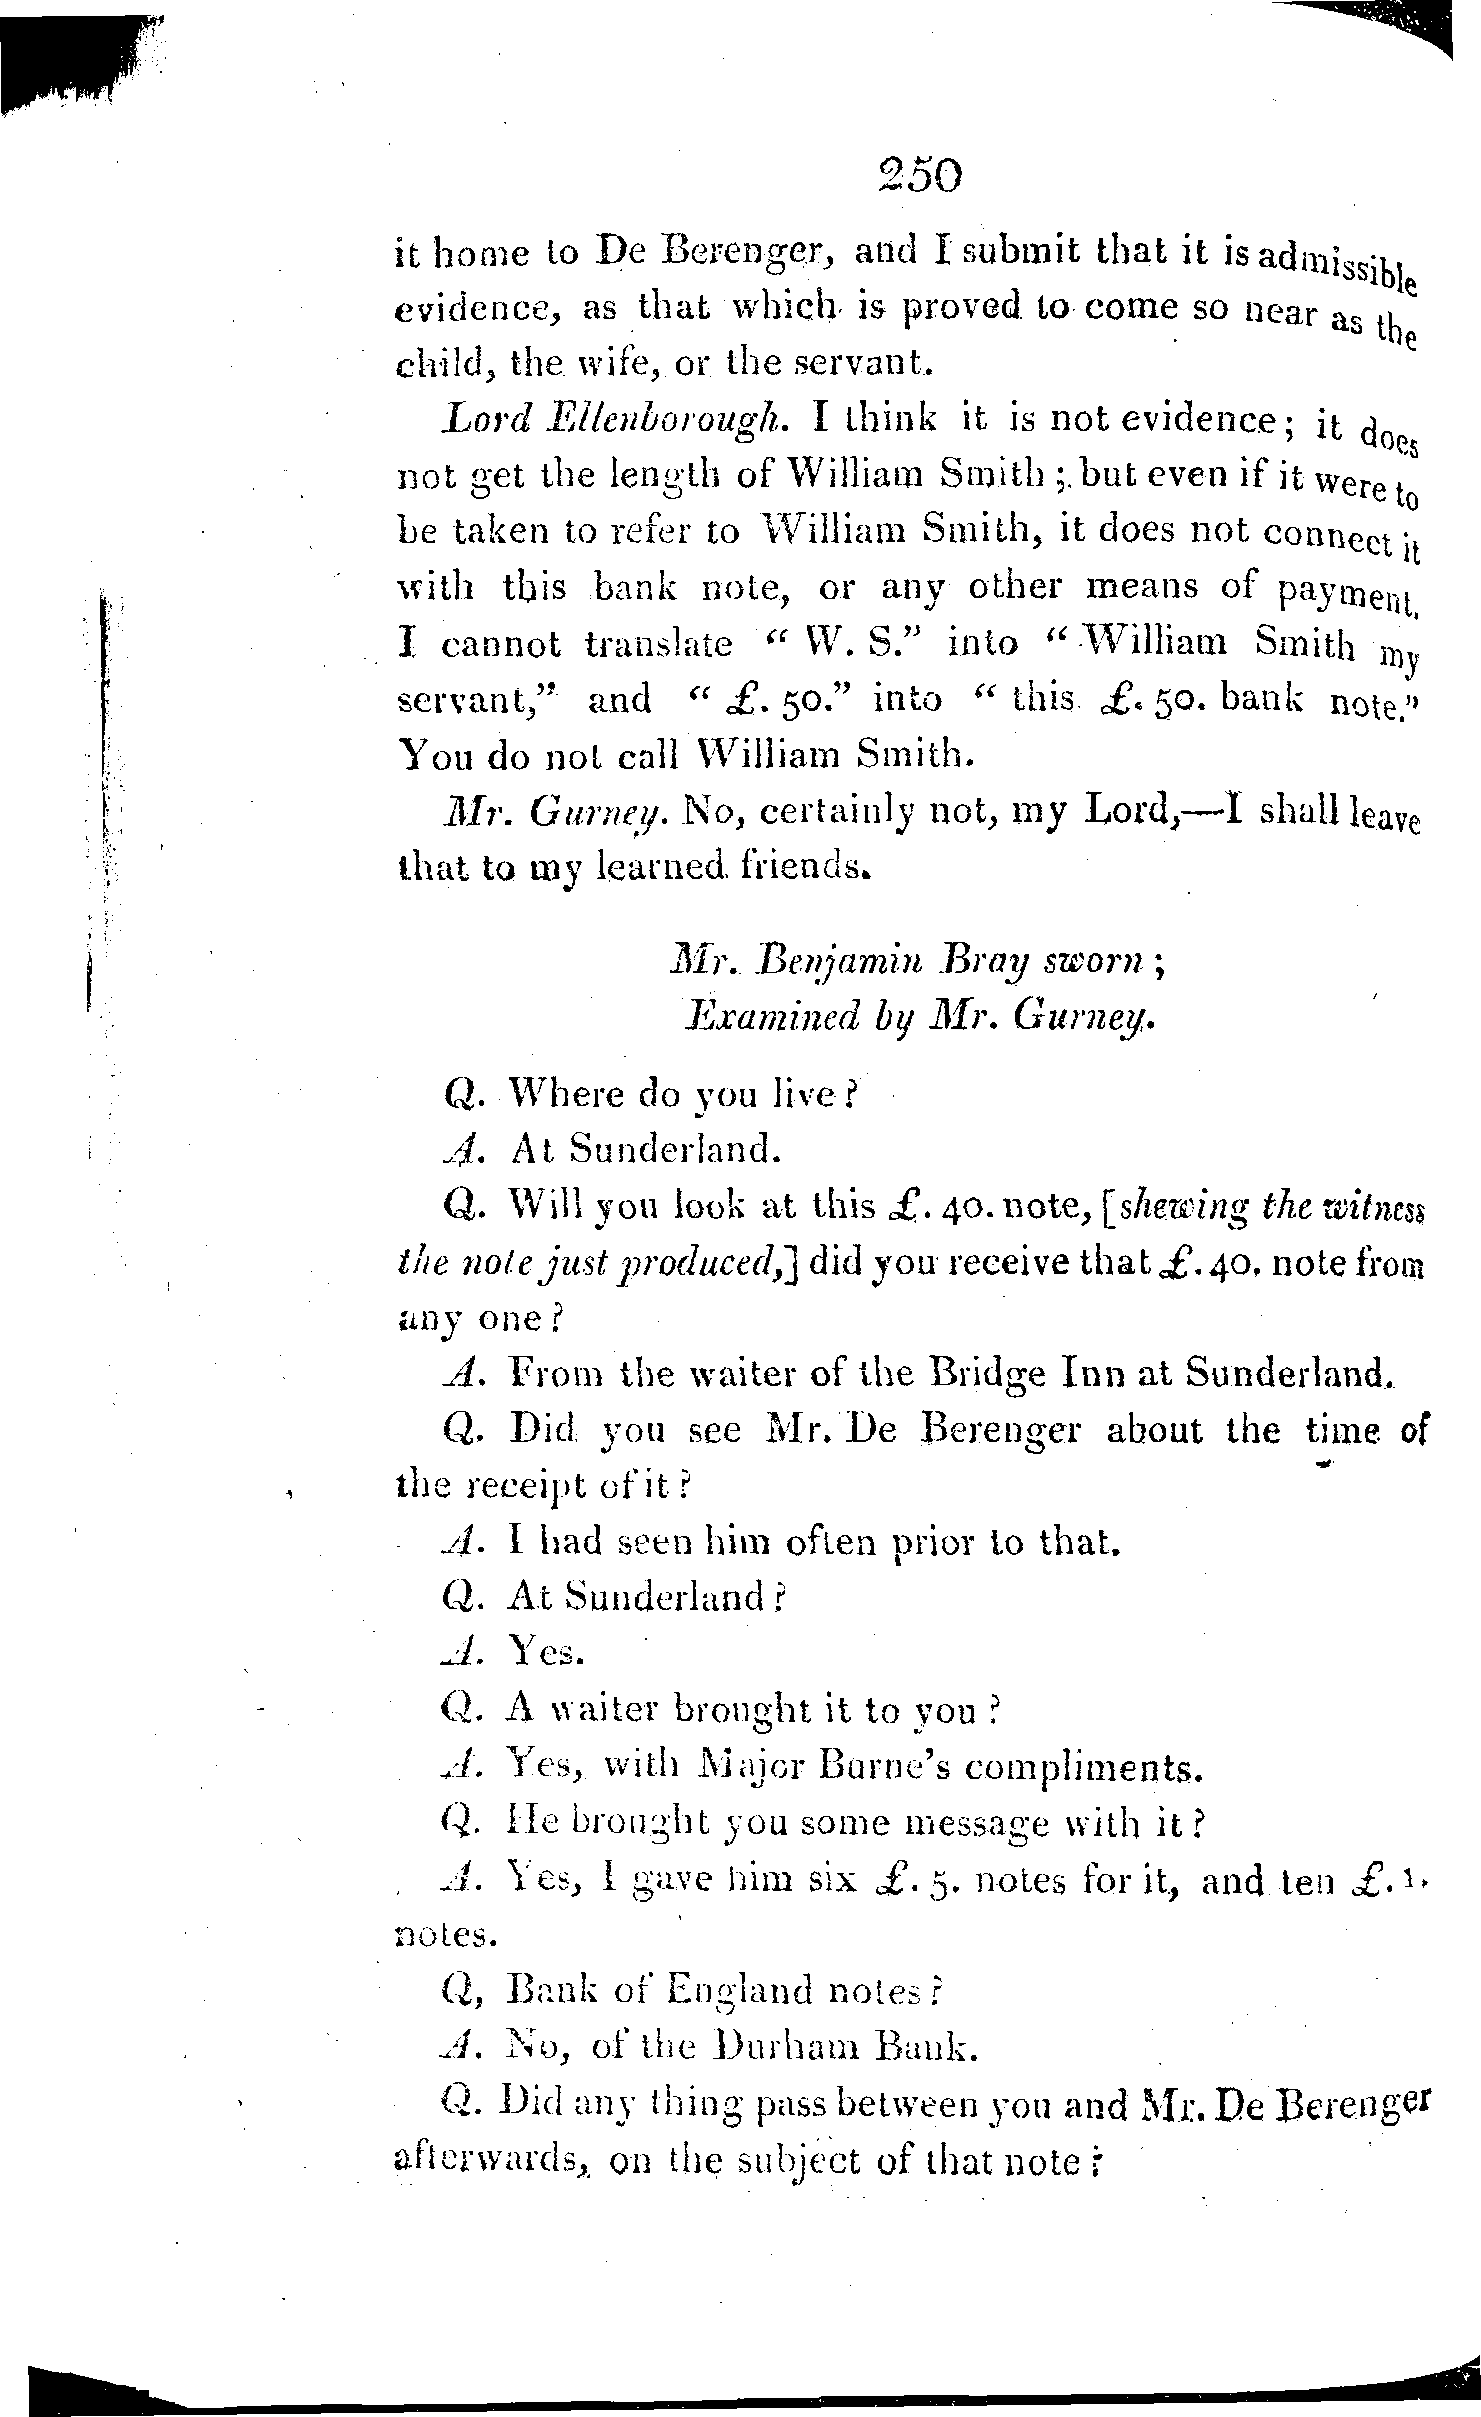 250
it home to De Berenger, and I submit that it is admissible
evidence, as that which is proved to come so near as the
child, the wife, or the servant.
Lord Ellenborough. I think it is not evidence; it does
not get the length of William Smith; but even if it were to
be taken to refer to William Smith, it does not connect it
with this bank note, or any other means of payment.
I cannot translate “ W. S.” into “ William Smith my
servant,” and “ £. 50.” into “ this £. 50. bank note.”
You do not call William Smith.
Mr. Gurney. No, certainly not, my Lord,—I shall leave
that to my learned friends.
Mr. Benjamin Bray sworn;
Examined by Mr. Gurney.
Q. Where do you live?
A. At Sunderland.
Q. Will you look at this £. 40. note, [shewing the witness
the note just produced,] did you receive that £. 40. note from
any one?
A. From the waiter of the Bridge Inn at Sunderland.
Q. Did you see Mr. De Berenger about the time of
the receipt of it?
A. I had seen him often prior to that.
Q. At Sunderland?
A. Yes.
Q. A waiter brought it to you?
A. Yes, with Major Burne’s compliments.
Q. He brought you some message with it?
A. Yes, I gave him six £. 5. notes for it, and ten £. 1.
notes.
Q, Bank of England notes?
A. No, of the Durham Bank.
Q. Did any thing pass between you and Mr. De Berenger
afterwards, on the subject of that note?